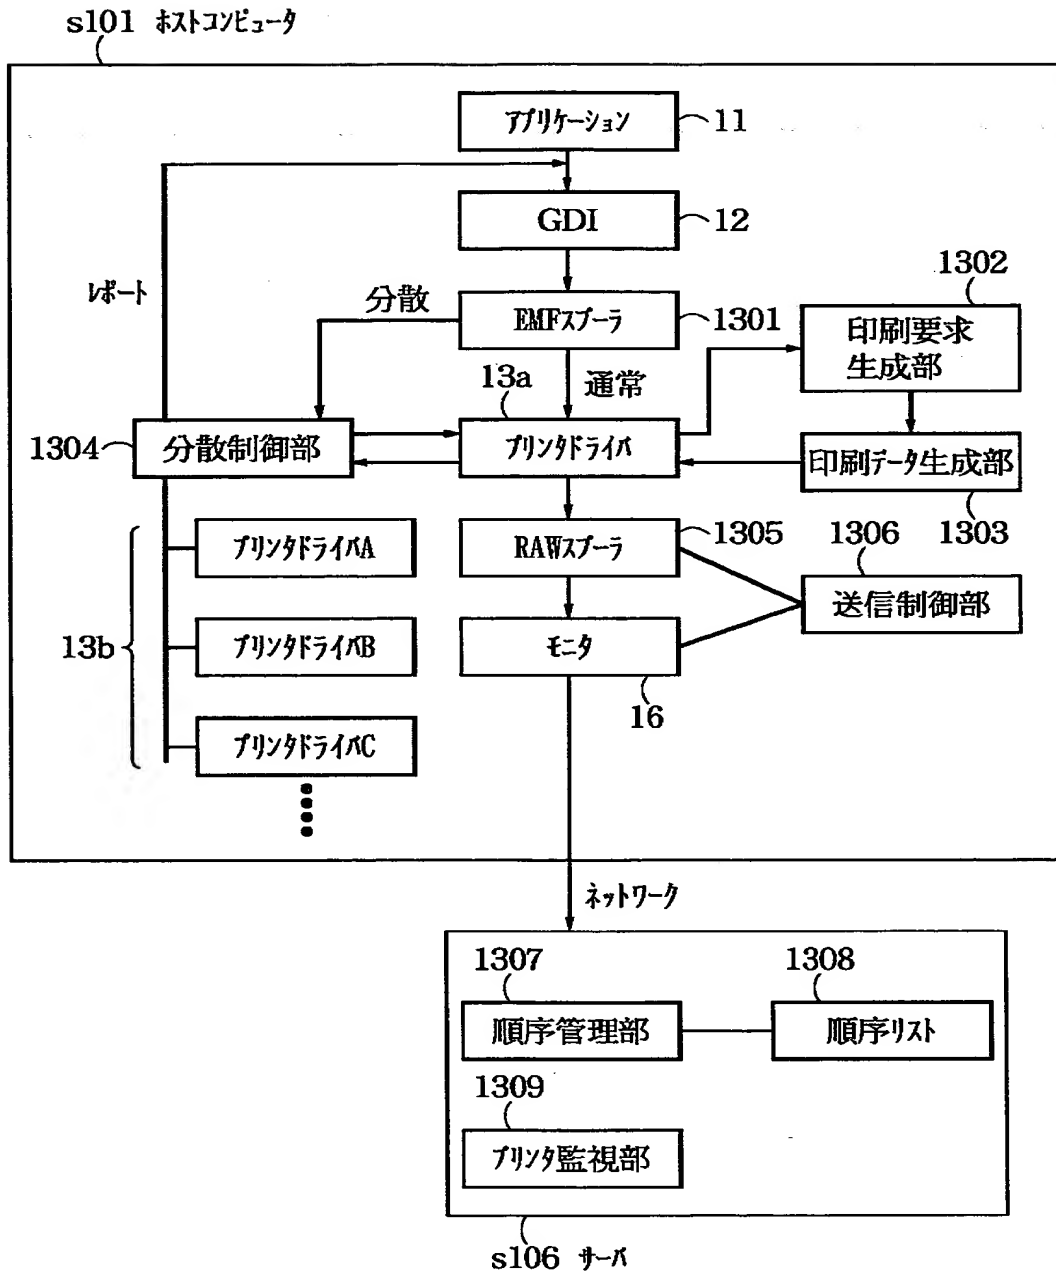 s101 ホストコンピュータ
アプリケーション
11
GDI
12
レポート
分散
EMFスプーラ
1301
1302
印刷要求
生成部
13a
通常
1304
分散制御部
プリンタドライバ
印刷データ生成部
1303
プリンタドライバA
RAWスプーラ
1305
1306
送信制御部
13b
プリンタドライバB
モニタ
16
プリンタドライバC
ネットワーク
1307
順序管理部
1308
順序リスト
1309
プリンタ監視部
s106 サーバ